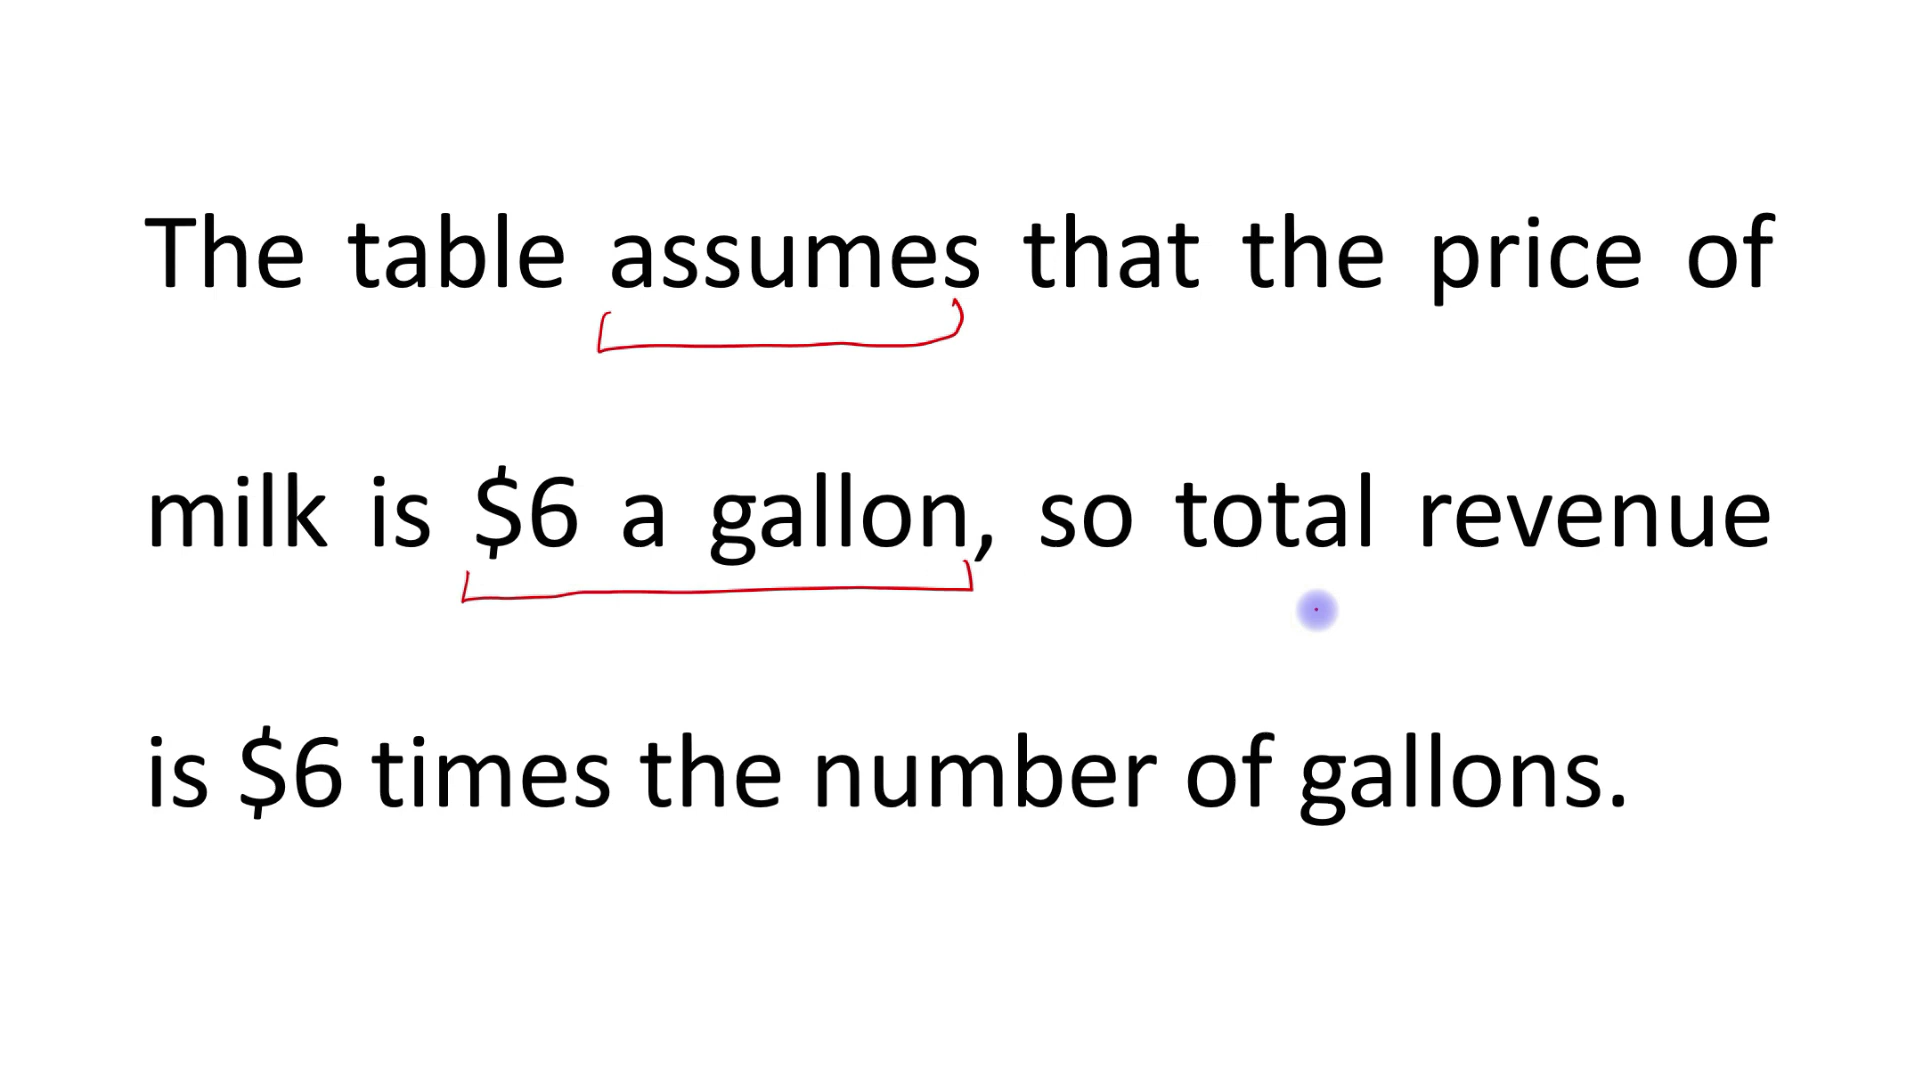 The table assumes that the price of
milk is $6 a gallon, so total revenue
is $6 times the number of gallons.